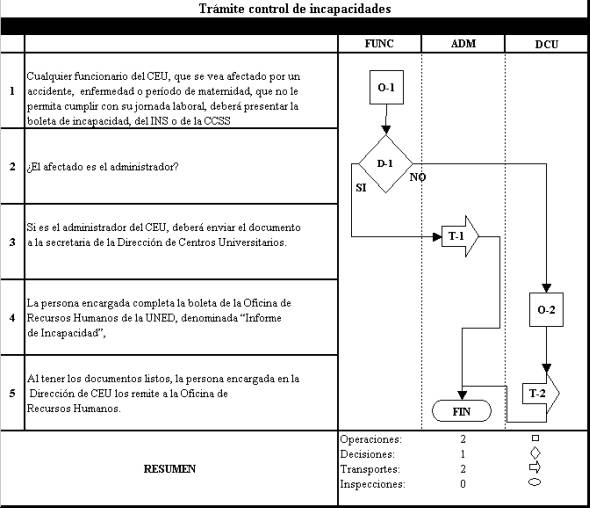 Trámite control de incapacidades
FUNC ADM DCU
1 Cualquier funcionario del CEU, que se vea afectado por un
accidente, enfermedad o período de maternidad, que no le
permita cumplir con su jornada laboral, deberá presentar la
boleta de incapacidad, del INS o de la CCSS
O-1
2 ¿El afectado es el administrador?
D-1
SI
NO
3 Si es el administrador del CEU, deberá enviar el documento
a la secretaria de la Dirección de Centros Universitarios.
T-1
4 La persona encargada completa la boleta de la Oficina de
Recursos Humanos de la UNED, denominada “Informe
de Incapacidad”,
O-2
5 Al tener los documentos listos, la persona encargada en la
Dirección de CEU los remite a la Oficina de
Recursos Humanos.
T-2
FIN
RESUMEN
Operaciones: 2
Decisiones: 1
Transportes: 2
Inspecciones: 0